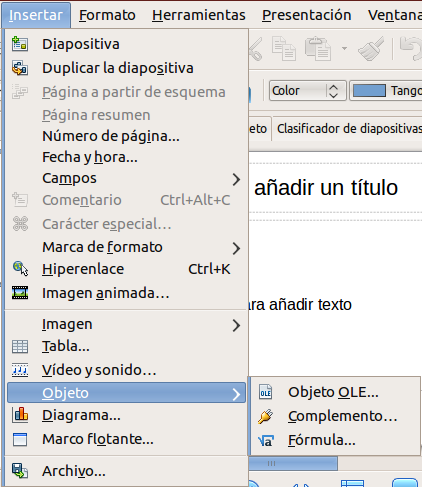 Insertar Formato Herramientas Presentación Ventana
Diapositiva
Duplicar la diapositiva
Página a partir de esquema
Página resumen
Número de página...
Fecha y hora...
Campos
Comentario Ctrl+Alt+C
Carácter especial...
Marca de formato
Hiperenlace Ctrl+K
Imagen animada...
Imagen
Tabla...
Vídeo y sonido...
Objeto
Diagrama...
Marco flotante...
Archivo...
Objeto OLE...
Complemento...
Fórmula...
Color Tango
eto Clasificador de diapositivas
añadir un título
ra añadir texto